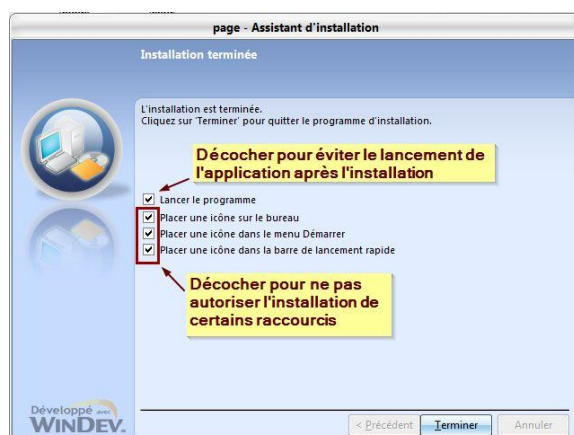 page - Assistant d'installation
Installation terminée
L'installation est terminée.
Cliquez sur 'Terminer' pour quitter le programme d'installation.
Décocher pour éviter le lancement de
l'application après l'installation
Lancer le programme
Placer une icône sur le bureau
Placer une icône dans le menu Démarrer
Placer une icône dans la barre de lancement rapide
Décocher pour ne pas
autoriser l'installation de
certains raccourcis
Développé avec
WINDEV.
< Précédent Terminer Annuler